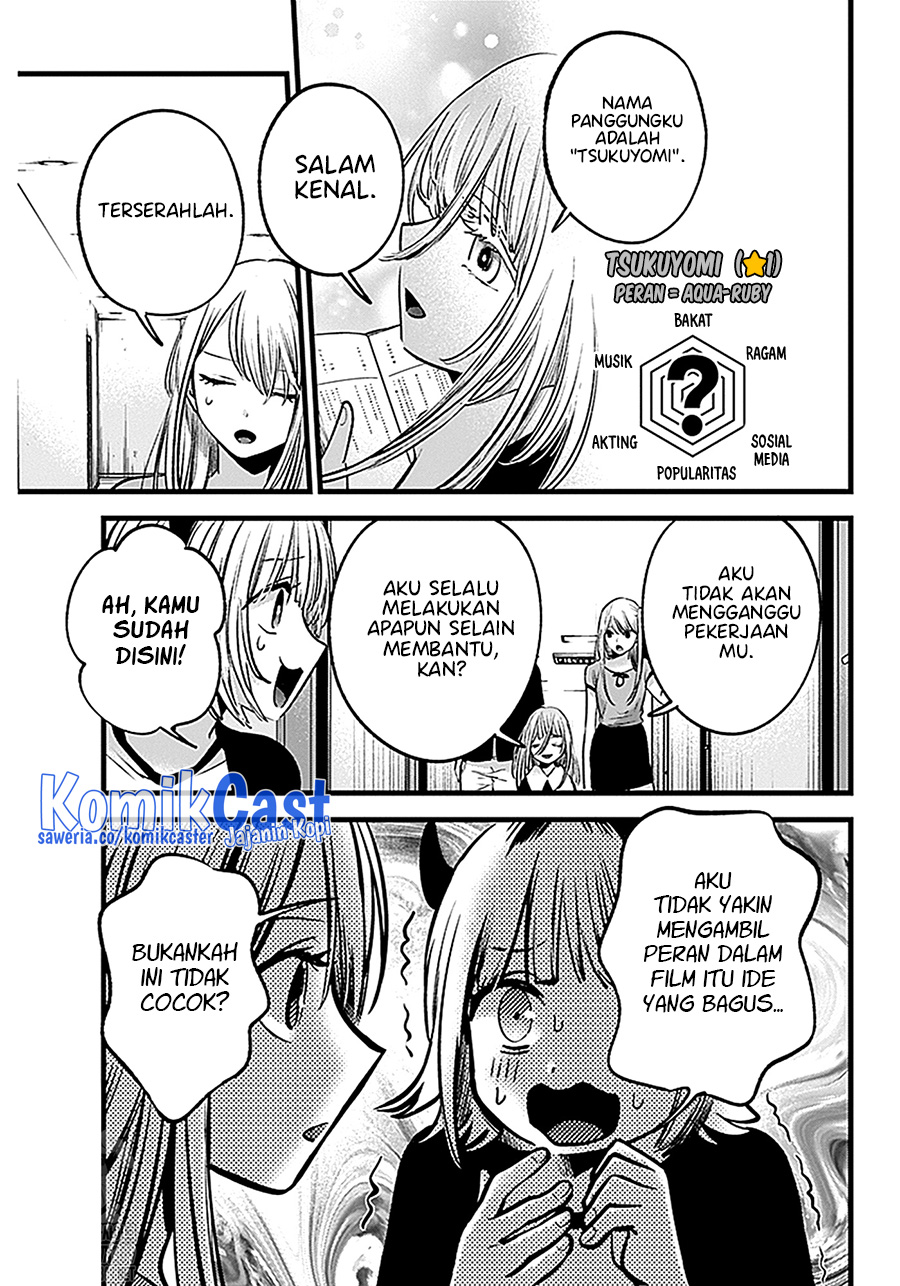 NAMA
PANGGUNGKU
ADALAH
"TSUKUYOMI".
SALAM
KENAL.
TSUKUYOMI (⭐1)
PERAN = AQUA-RUBY
BAKAT
MUSIK
RAGAM
?
AKTING
SOSIAL
MEDIA
POPULARITAS
TERSERAHLAH.
AKU
TIDAK AKAN
MENGGANGGU
PEKERJAAN
MU.
AKU SELALU
MELAKUKAN
APAPUN SELAIN
MEMBANTU,
KAN?
AH, KAMU
SUDAH
DISINI!
KomikCast
saweria.co/komikcaster Jajanin Kopi
AKU
TIDAK YAKIN
MENGAMBIL
PERAN DALAM
FILM ITU IDE
YANG BAGUS...
BUKANKAH
INI TIDAK
COCOK?